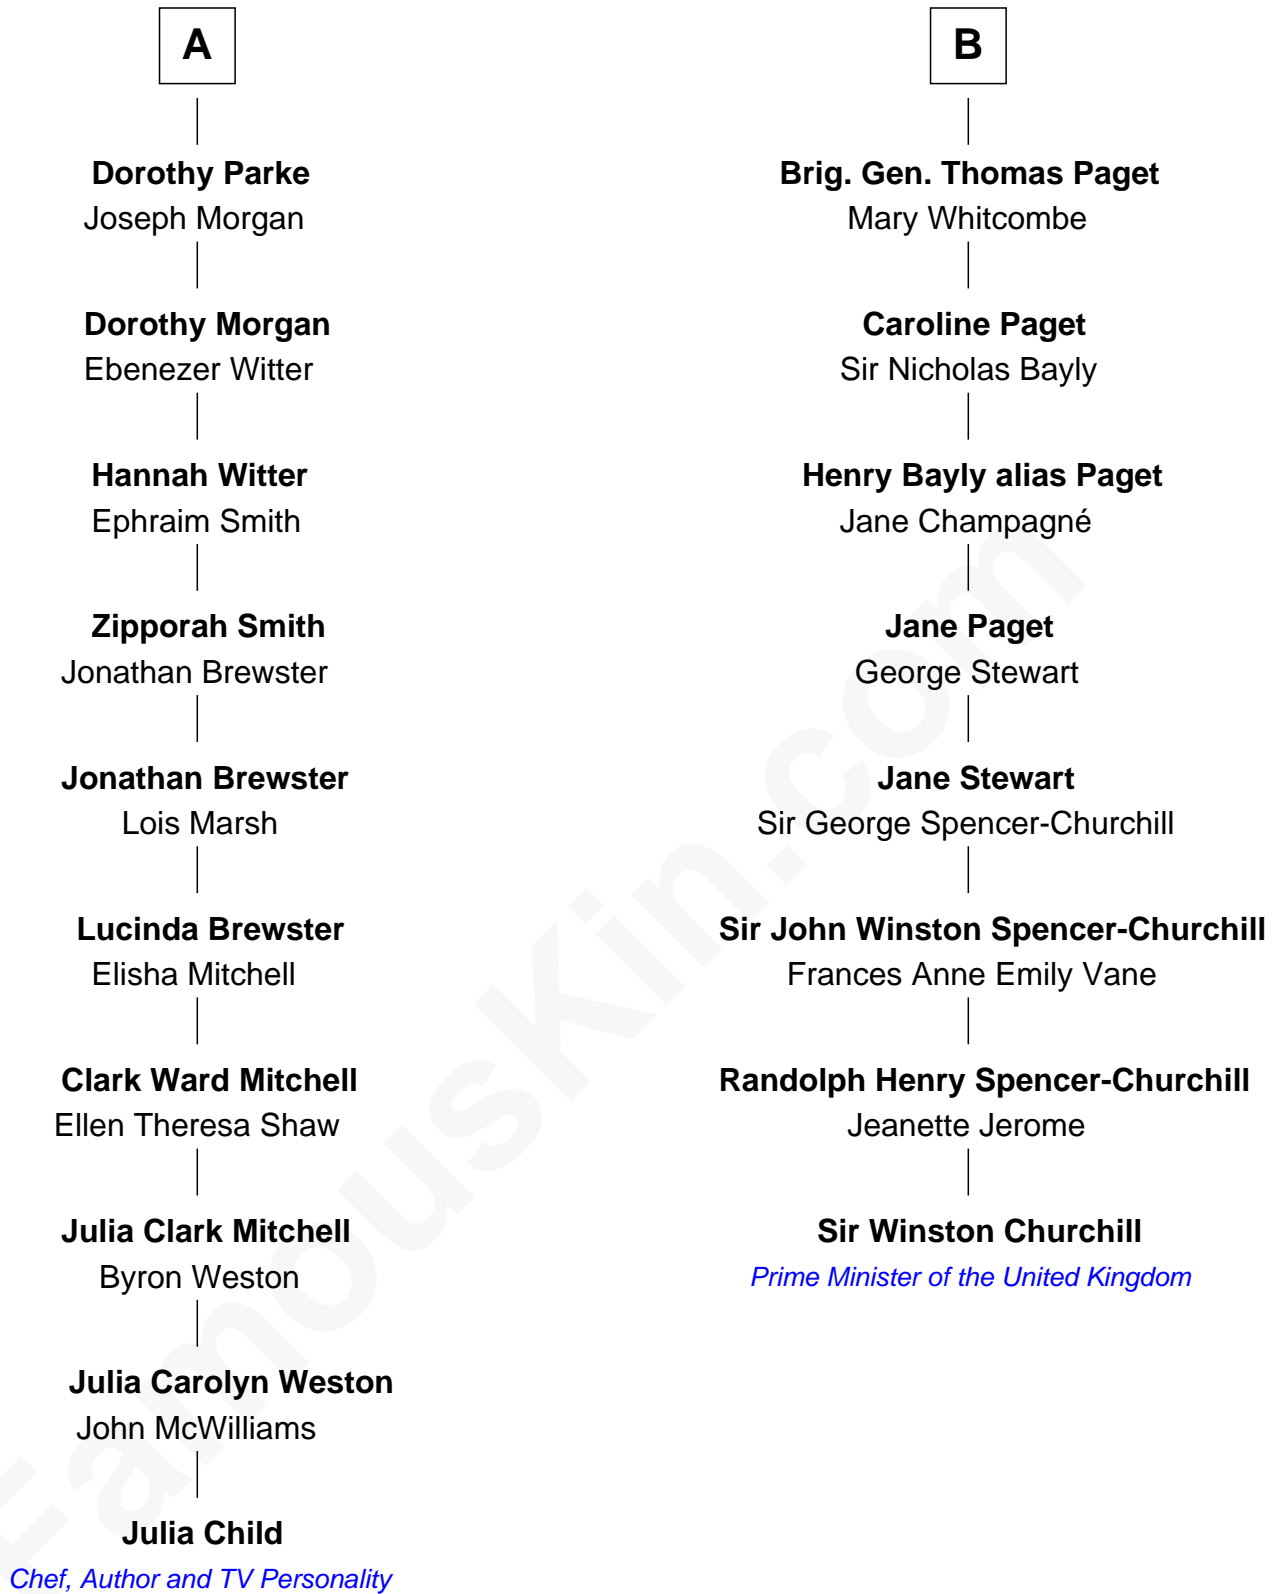 A
Dorothy Parke
Joseph Morgan
Dorothy Morgan
Ebenezer Witter
Hannah Witter
Ephraim Smith
Zipporah Smith
Jonathan Brewster
Jonathan Brewster
Lois Marsh
Lucinda Brewster
Elisha Mitchell
Clark Ward Mitchell
Ellen Theresa Shaw
Julia Clark Mitchell
Byron Weston
Julia Carolyn Weston
John McWilliams
Julia Child
Chef, Author and TV Personality
B
Brig. Gen. Thomas Paget
Mary Whitcombe
Caroline Paget
Sir Nicholas Bayly
Henry Bayly alias Paget
Jane Champagné
Jane Paget
George Stewart
Jane Stewart
Sir George Spencer-Churchill
Sir John Winston Spencer-Churchill
Frances Anne Emily Vane
Randolph Henry Spencer-Churchill
Jeanette Jerome
Sir Winston Churchill
Prime Minister of the United Kingdom
FamousKin.com